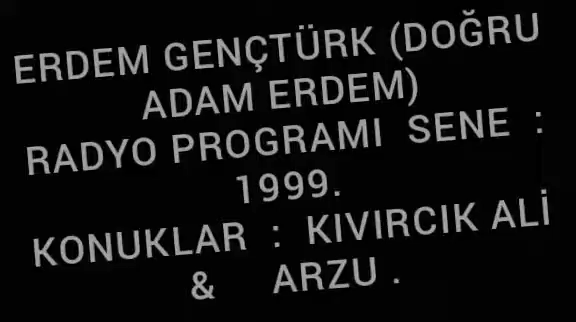 ERDEM GENÇTÜRK (DOĞRU
ADAM ERDEM)
RADYO PROGRAMI SENE :
1999.
KONUKLAR : KIVIRCIK ALİ
& ARZU .